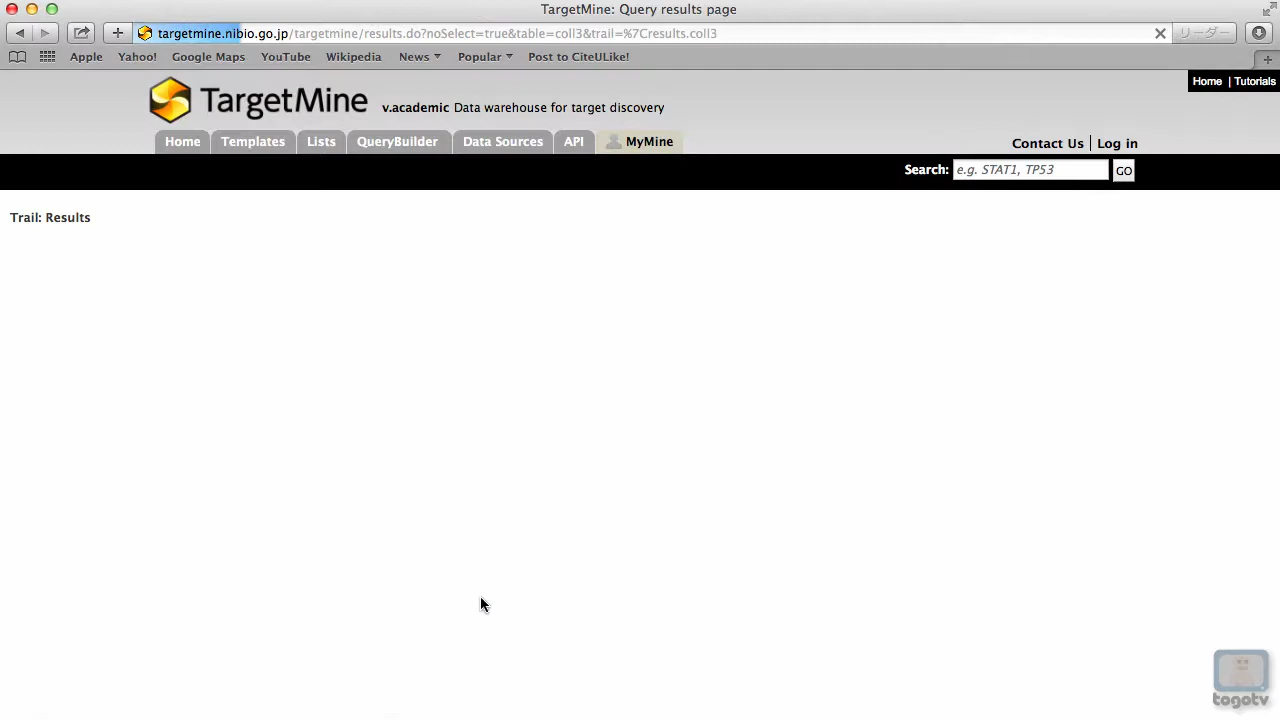 TargetMine: Query results page
targetmine.nibio.go.jp/targetmine/results.do?noSelect=true&table=coll3&trail=%7Cresults.coll3
リーダー
Apple Yahoo! Google Maps YouTube Wikipedia News Popular Post to CiteULike!
Home | Tutorials
TargetMine v.academic Data warehouse for target discovery
Home Templates Lists QueryBuilder Data Sources API MyMine
Contact Us | Log in
Search: e.g. STAT1, TP53 GO
Trail: Results
togotv